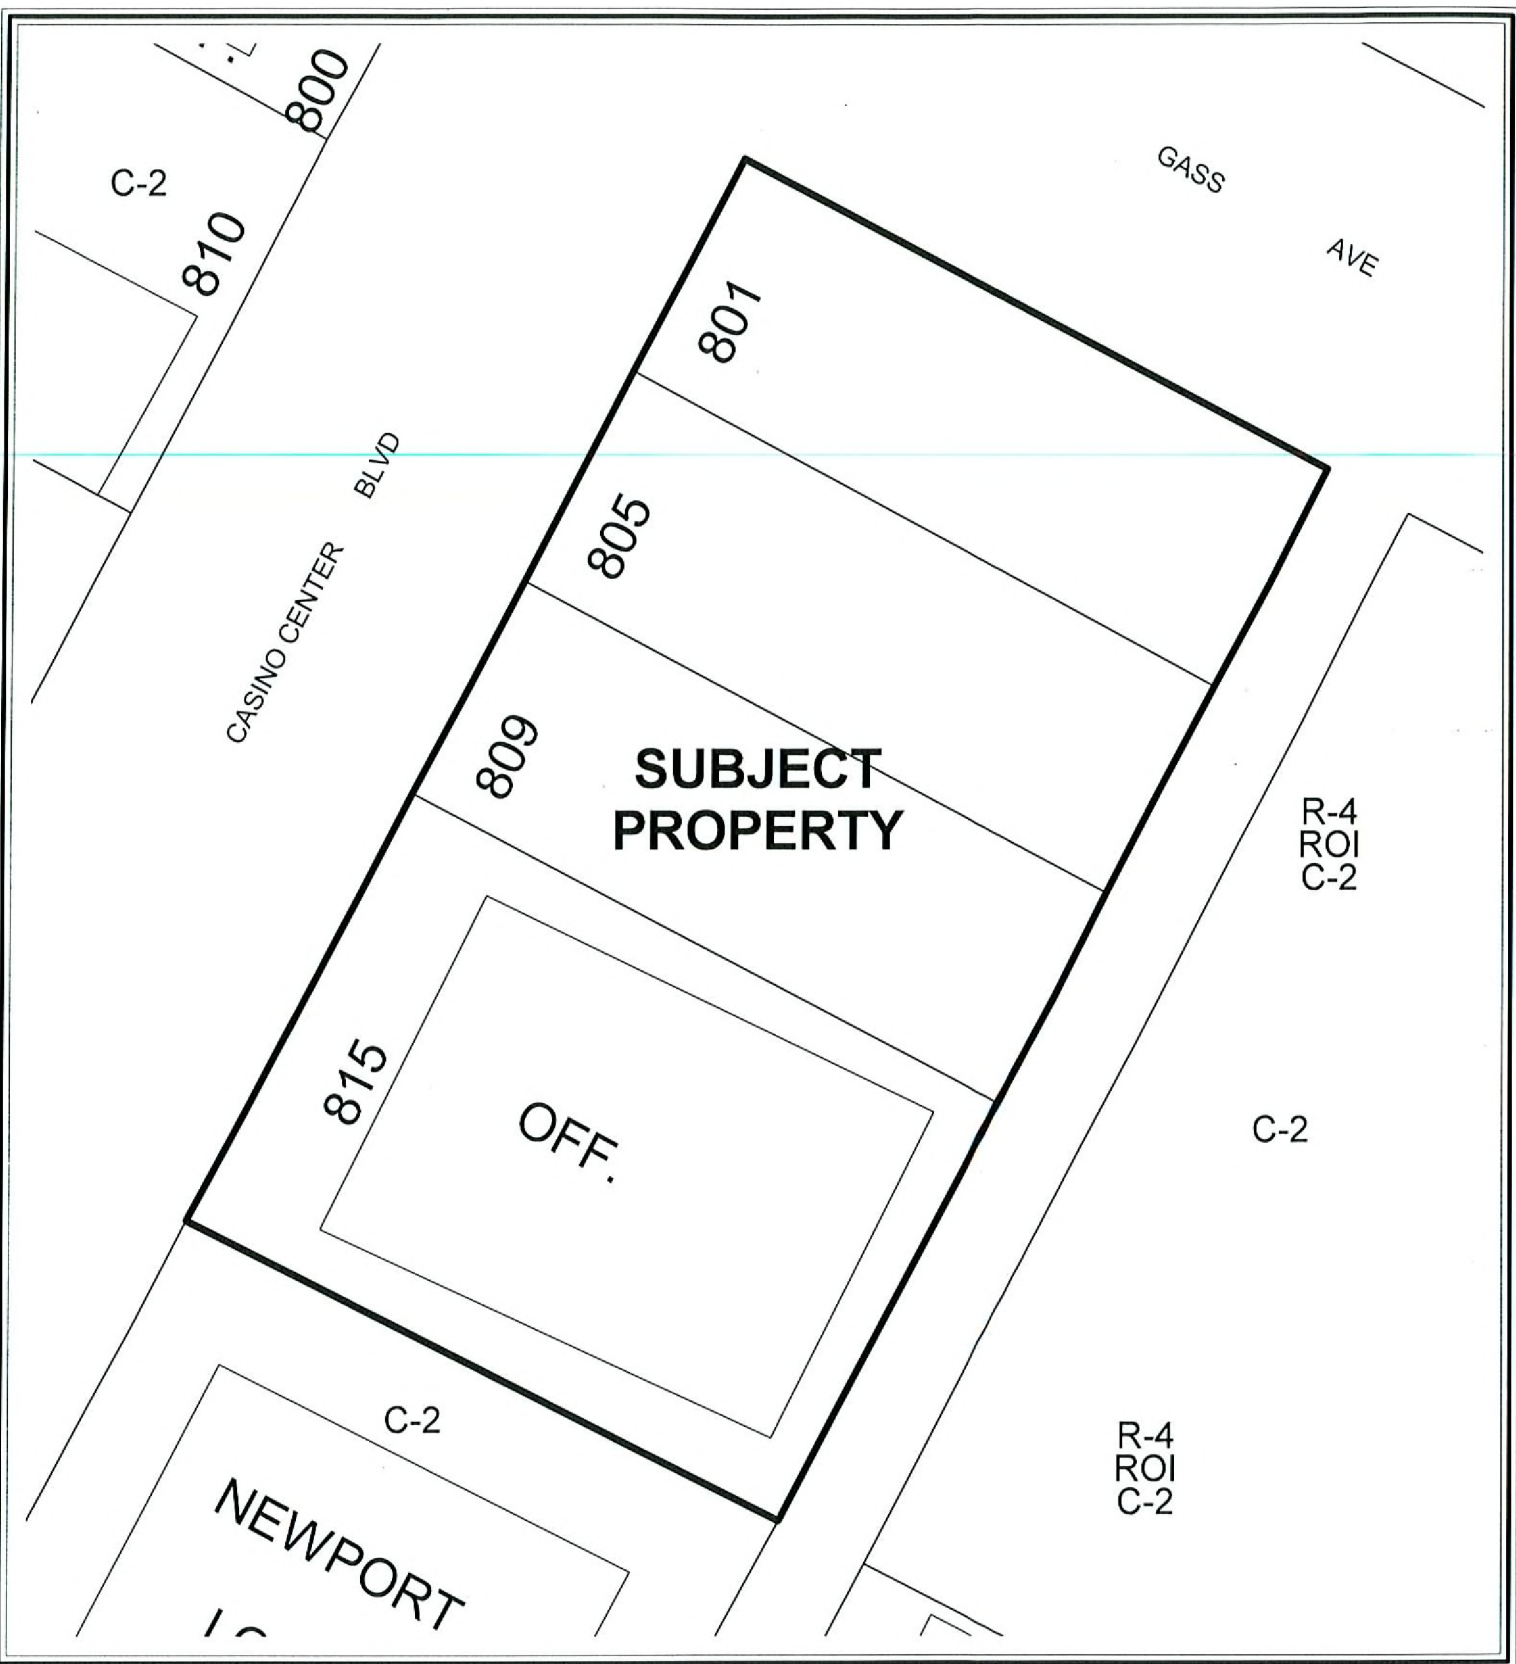 800
C-2
810
GASS
AVE
801
BLVD
CASINO CENTER
805
809
SUBJECT
PROPERTY
R-4
ROI
C-2
815
OFF.
C-2
C-2
R-4
ROI
C-2
NEWPORT